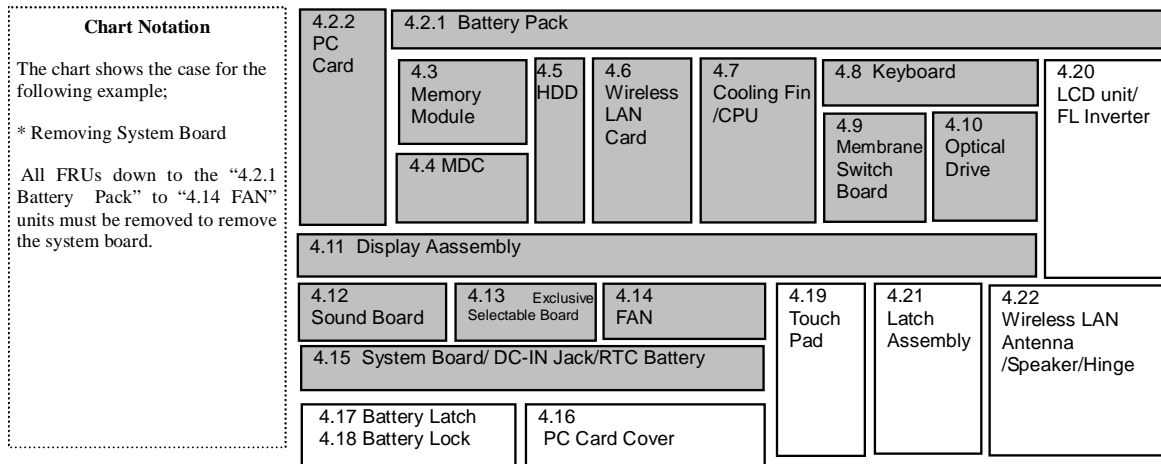 Chart Notation
The chart shows the case for the
following example;
* Removing System Board
All FRUs down to the “4.2.1
Battery Pack” to “4.14 FAN”
units must be removed to remove
the system board.
4.2.2
PC
Card
4.2.1 Battery Pack
4.3
Memory
Module
4.4 MDC
4.5
HDD
4.6
Wireless
LAN
Card
4.7
Cooling Fin
/CPU
4.8 Keyboard
4.9
Membrane
Switch
Board
4.10
Optical
Drive
4.20
LCD unit/
FL Inverter
4.11 Display Aassembly
4.12
Sound Board
4.13 Exclusive
Selectable Board
4.14
FAN
4.15 System Board/ DC-IN Jack/RTC Battery
4.19
Touch
Pad
4.21
Latch
Assembly
4.22
Wireless LAN
Antenna
/Speaker/Hinge
4.17 Battery Latch
4.18 Battery Lock
4.16
PC Card Cover